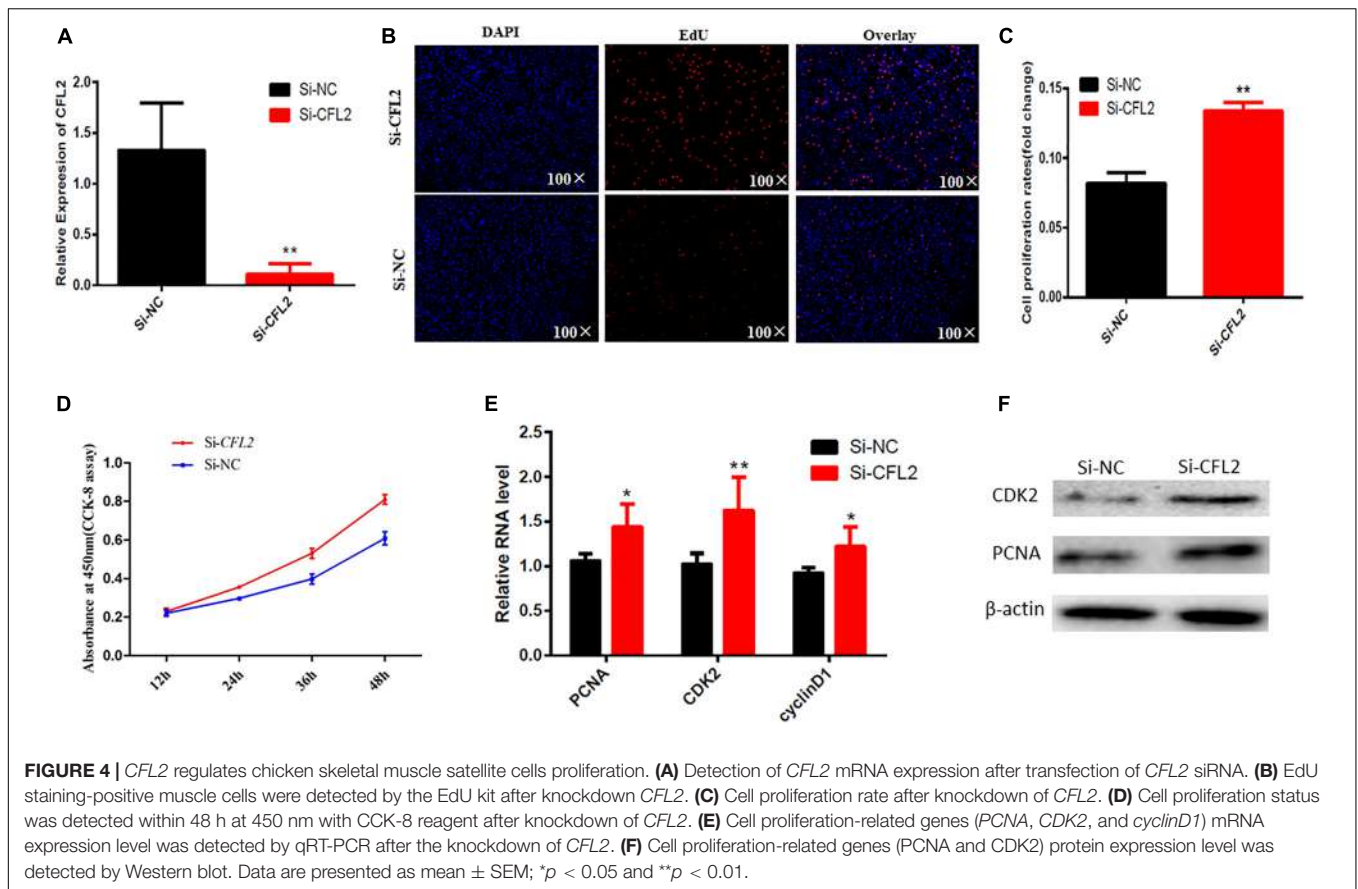 A
Relative Expreesion of CFL2
2.0
1.5
1.0
0.5
0.0
Si-NC
Si-CFL2
**
Si-NC
Si-CFL2
B
DAPI
EdU
Overlay
Si-CFL2
100×
100×
100×
Si-NC
100×
100×
100×
C
Cell proliferation rates(fold change)
0.15
0.10
0.05
0.00
Si-NC
Si-CFL2
**
Si-NC
Si-CFL2
D
Si-CFL2
Si-NC
Absorbance at 450nm(CCK-8 assay)
1.0
0.8
0.6
0.4
0.2
0.0
12h
24h
36h
48h
E
Relative RNA level
2.5
2.0
1.5
1.0
0.5
0.0
Si-NC
Si-CFL2
*
**
*
PCNA
CDK2
cyclinD1
F
Si-NC
Si-CFL2
CDK2
PCNA
β-actin
FIGURE 4 | CFL2 regulates chicken skeletal muscle satellite cells proliferation. (A) Detection of CFL2 mRNA expression after transfection of CFL2 siRNA. (B) EdU
staining-positive muscle cells were detected by the EdU kit after knockdown CFL2. (C) Cell proliferation rate after knockdown of CFL2. (D) Cell proliferation status
was detected within 48 h at 450 nm with CCK-8 reagent after knockdown of CFL2. (E) Cell proliferation-related genes (PCNA, CDK2, and cyclinD1) mRNA
expression level was detected by qRT-PCR after the knockdown of CFL2. (F) Cell proliferation-related genes (PCNA and CDK2) protein expression level was
detected by Western blot. Data are presented as mean ± SEM; *p < 0.05 and **p < 0.01.